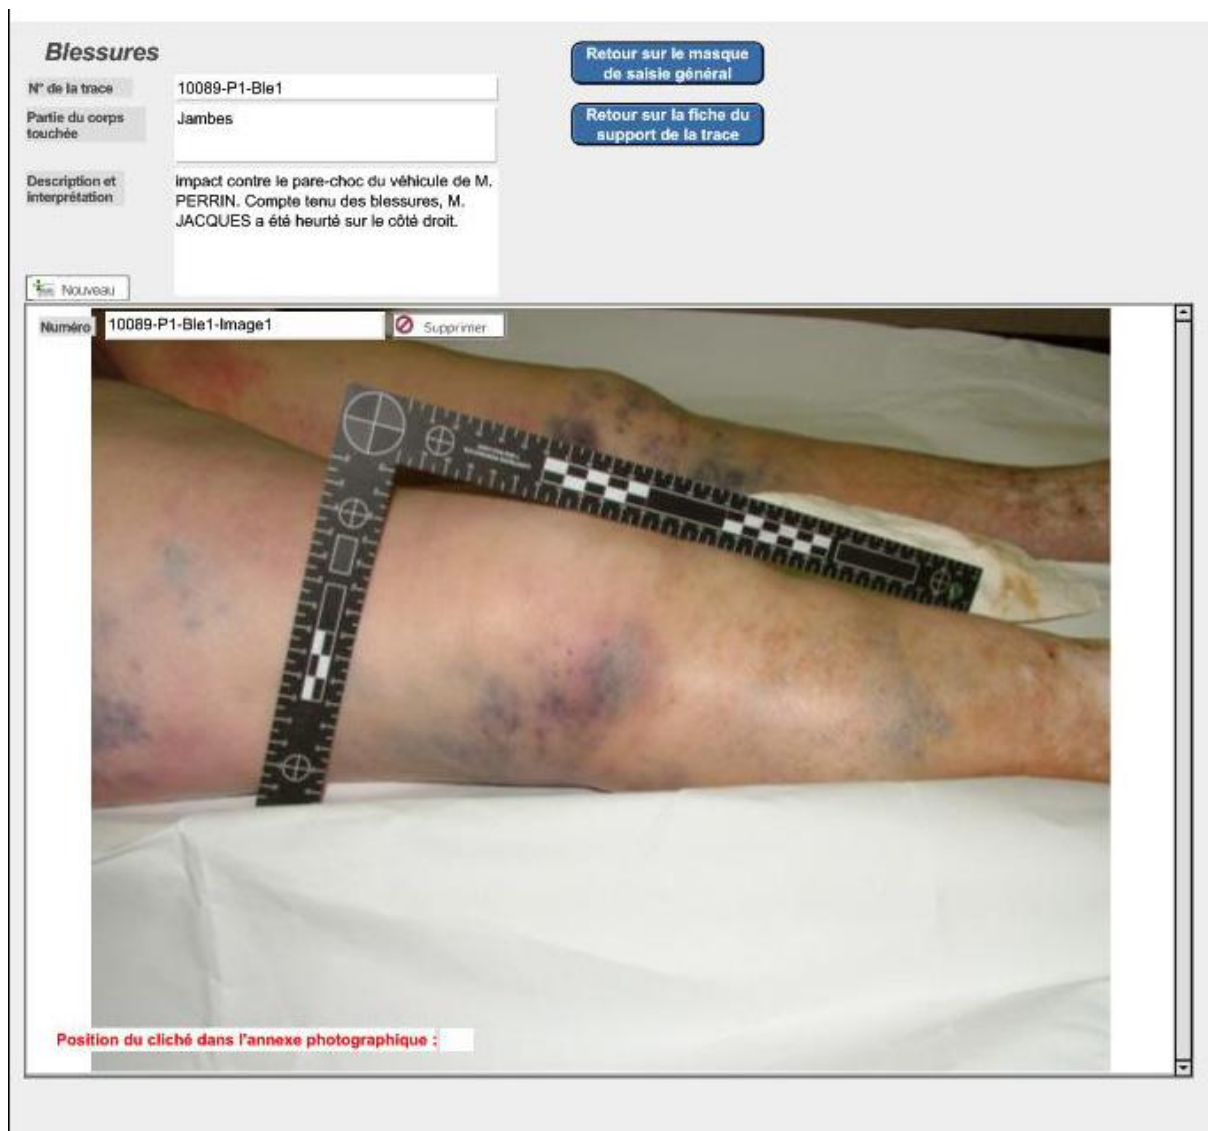 Blessures
Retour sur le masque
de saisie général
N° de la trace
10089-P1-Ble1
Partie du corps
touchée
Jambes
Retour sur la fiche du
support de la trace
Description et
interprétation
impact contre le pare-choc du véhicule de M.
PERRIN. Compte tenu des blessures, M.
JACQUES a été heurté sur le côté droit.
Nouveau
Numéro
10089-P1-Ble1-Image1
Supprimer
Position du cliché dans l'annexe photographique :